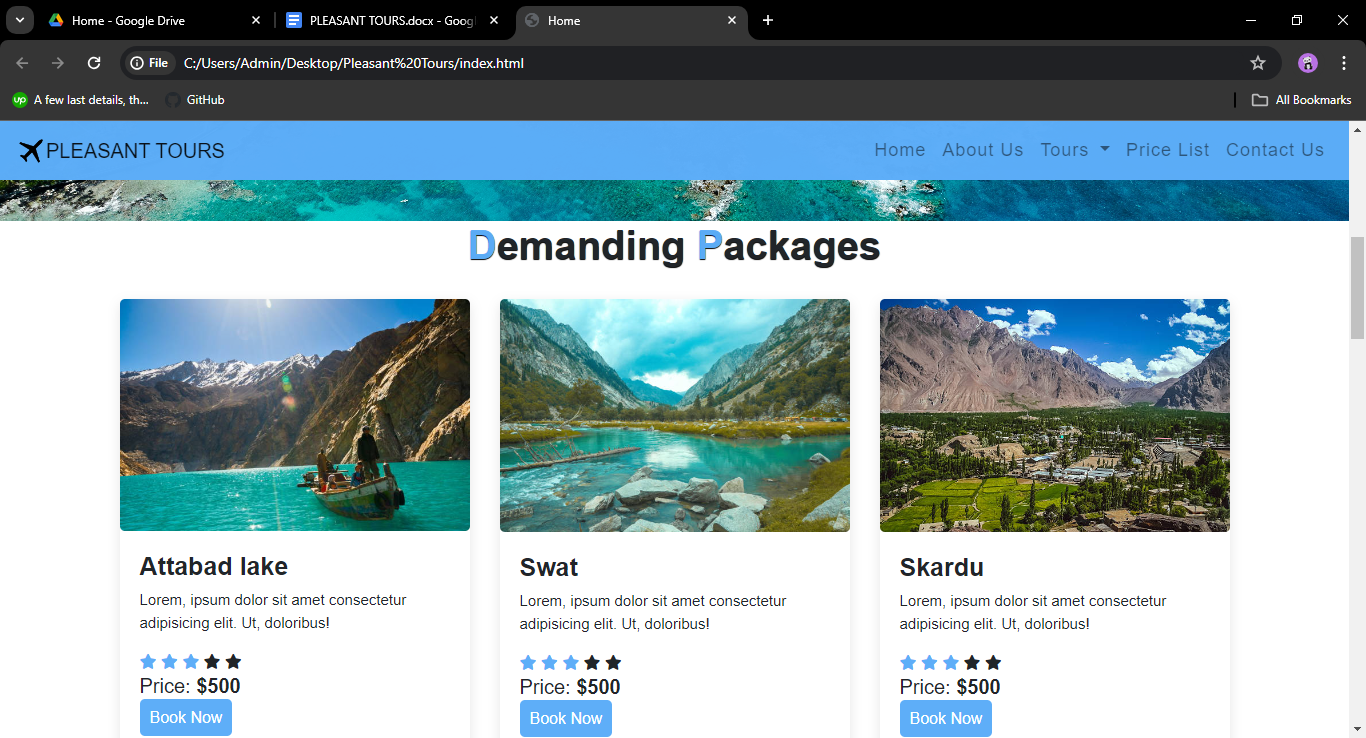 Home - Google Drive
PLEASANT TOURS.docx - Goog
Home
File
C:/Users/Admin/Desktop/Pleasant%20Tours/index.html
up A few last details, th...
GitHub
All Bookmarks
PLEASANT TOURS
Home About Us Tours Price List Contact Us
Demanding Packages
Attabad lake
Lorem, ipsum dolor sit amet consectetur
adipisicing elit. Ut, doloribus!
Price: $500
Book Now
Swat
Lorem, ipsum dolor sit amet consectetur
adipisicing elit. Ut, doloribus!
Price: $500
Book Now
Skardu
Lorem, ipsum dolor sit amet consectetur
adipisicing elit. Ut, doloribus!
Price: $500
Book Now